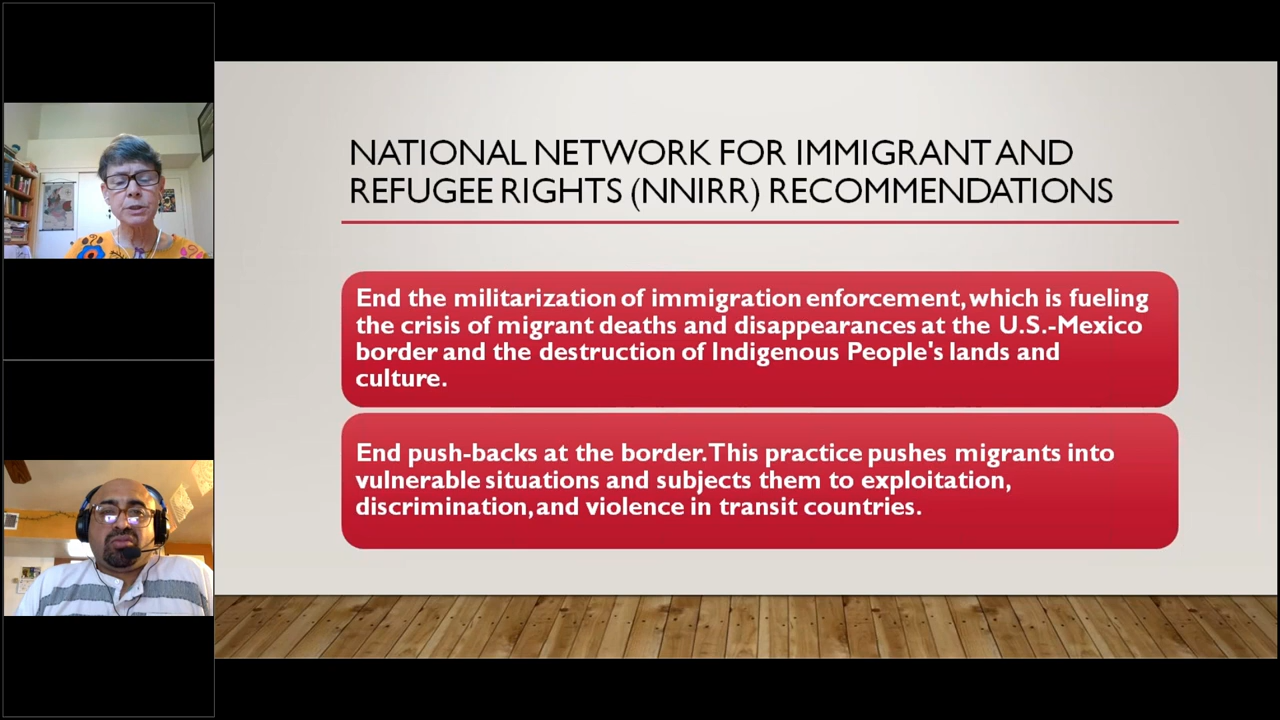 NATIONAL NETWORK FOR IMMIGRANT AND
REFUGEE RIGHTS (NNIRR) RECOMMENDATIONS
End the militarization of immigration enforcement, which is fueling
the crisis of migrant deaths and disappearances at the U.S.-Mexico
border and the destruction of Indigenous People's lands and
culture.
End push-backs at the border. This practice pushes migrants into
vulnerable situations and subjects them to exploitation,
discrimination, and violence in transit countries.